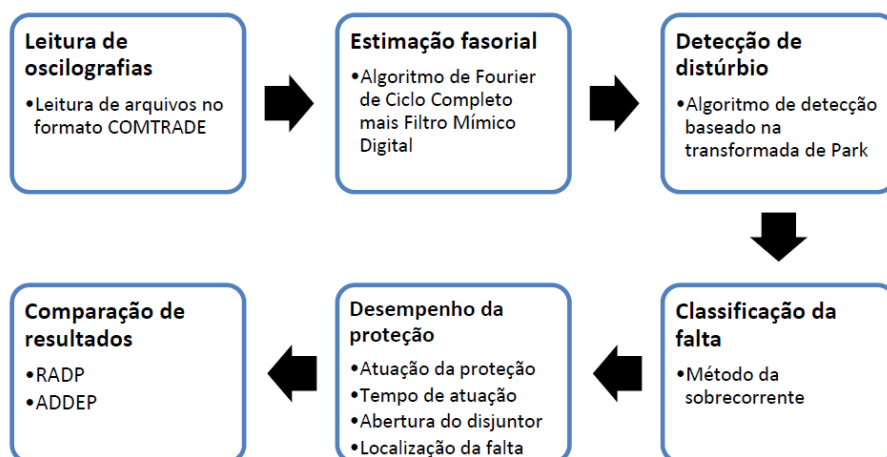 Leitura de
oscilografias
•Leitura de arquivos no
formato COMTRADE
Estimação fasorial
•Algoritmo de Fourier
de Ciclo Completo
mais Filtro Mímico
Digital
Detecção de
distúrbio
•Algoritmo de detecção
baseado na
transformada de Park
Classificação da
falta
•Método da
sobrecorrente
Desempenho da
proteção
•Atuação da proteção
•Tempo de atuação
•Abertura do disjuntor
•Localização da falta
Comparação de
resultados
•RADP
•ADDEP